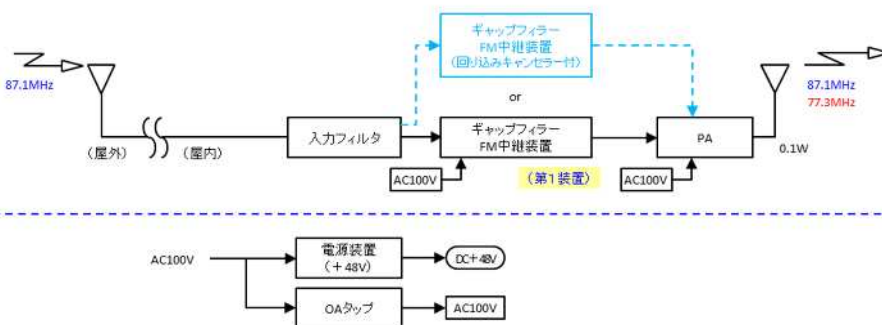 ギャップフィラー
FM中継装置
(回り込みキャンセラー付)
87.1MHz
87.1MHz
77.3MHz
or
(屋外)
(屋内)
入力フィルタ
ギャップフィラー
FM中継装置
PA
0.1W
AC100V
(第1装置)
AC100V
AC100V
電源装置
(+48V)
DC+48V
OAタップ
AC100V